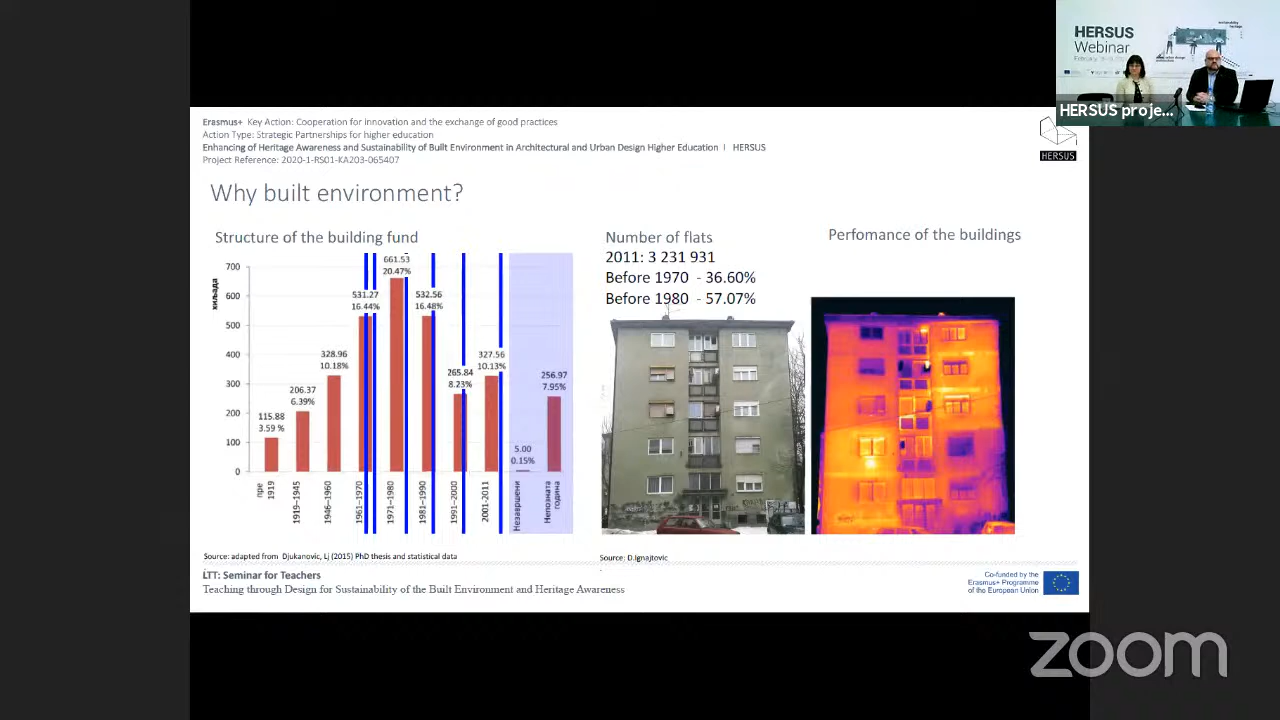 HERSUS
Webinar
HERSUS proje...
Erasmus+ Key Action: Cooperation for innovation and the exchange of good practices
Action Type: Strategic Partnerships for higher education
Enhancing of Heritage Awareness and Sustainability of Built Environment in Architectural and Urban Design Higher Education | HERSUS
Project Reference: 2020-1-RS01-KA203-065407
HERSUS
Why built environment?
Structure of the building fund
хиљада
700
600
500
400
300
200
100
0
115.88
3.59 %
206.37
6.39%
328.96
10.18%
531.27
16.44%
661.53
20.47%
532.56
16.48%
265.84
8.23%
327.56
10.13%
5.00
0.15%
256.97
7.95%
пре
1919
1919–1945
1946–1960
1961–1970
1971–1980
1981–1990
1991–2000
2001-2011
Незавршени
Непозната
година
Number of flats
2011: 3 231 931
Before 1970 - 36.60%
Before 1980 - 57.07%
Perfomance of the buildings
Source: adapted from Djukanovic, Lj (2015) PhD thesis and statistical data
Source: D.Ignajtovic
LTT: Seminar for Teachers
Teaching through Design for Sustainability of the Built Environment and Heritage Awareness
Co-funded by the
Erasmus+ Programme
of the European Union
zoom